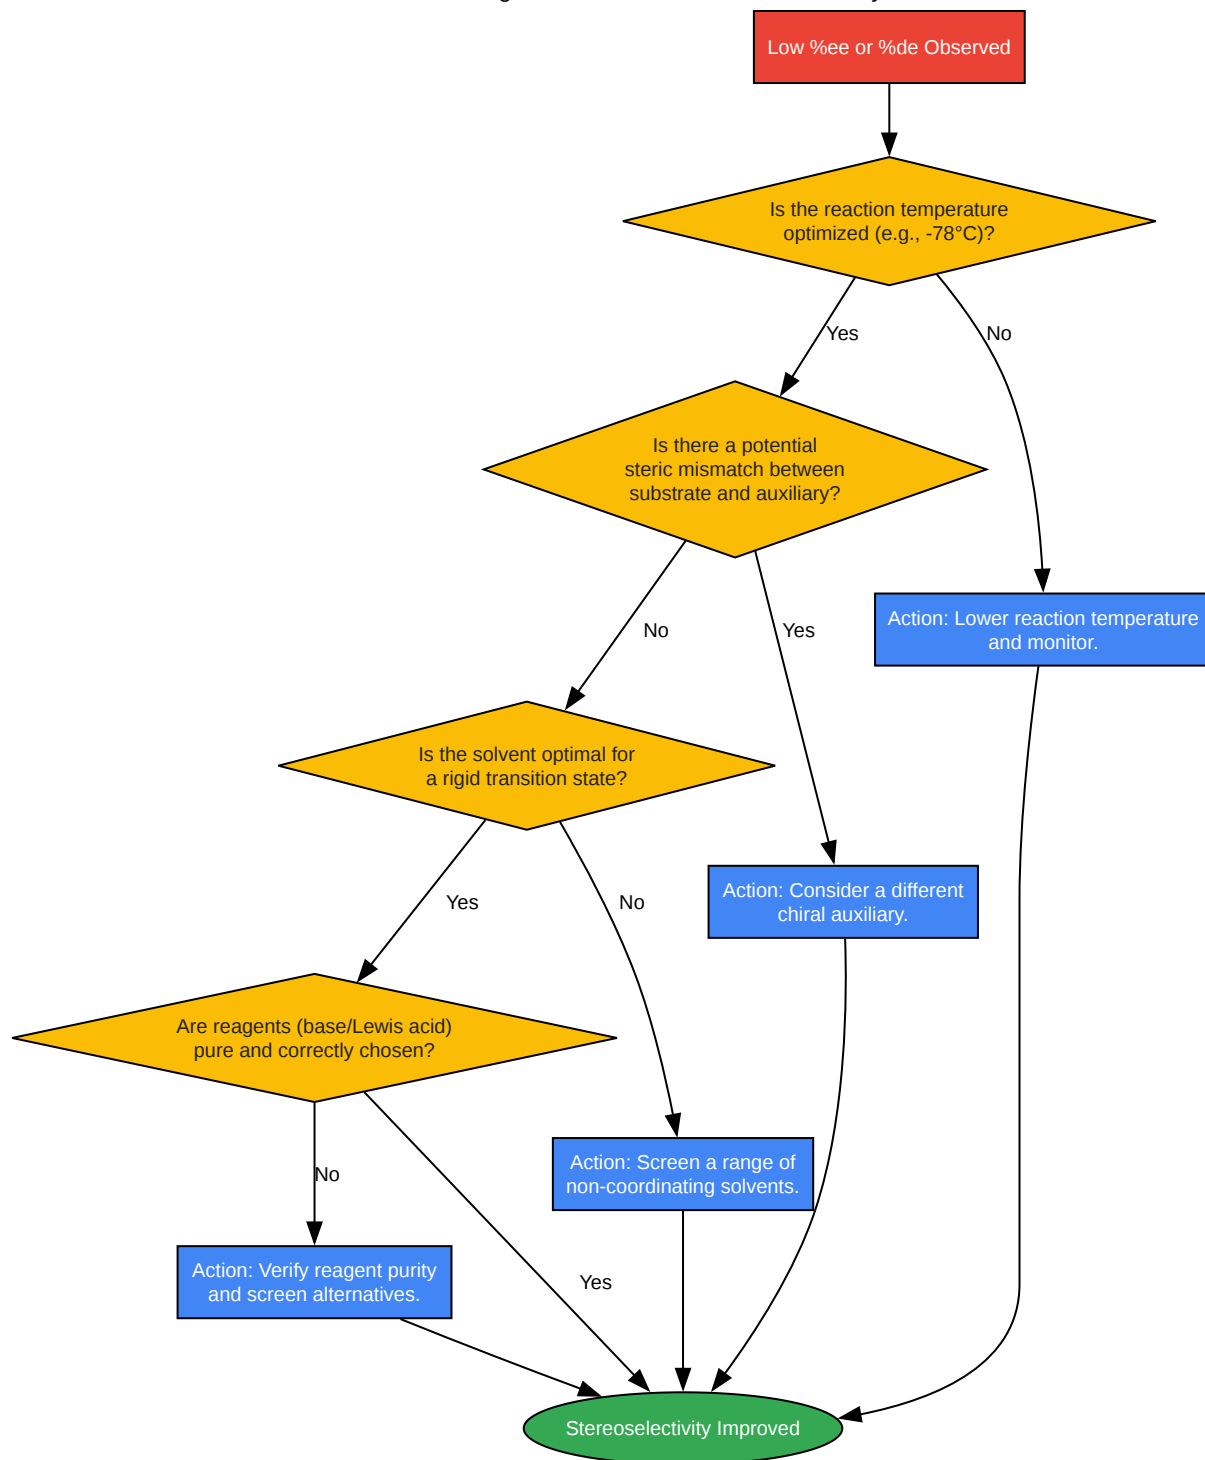 Low %ee or %de Observed
Is the reaction temperature
optimized (e.g., -78°C)?
Yes
No
Is there a potential
steric mismatch between
substrate and auxiliary?
Action: Lower reaction temperature
and monitor.
No
Yes
Is the solvent optimal for
a rigid transition state?
Action: Consider a different
chiral auxiliary.
Yes
No
Are reagents (base/Lewis acid)
pure and correctly chosen?
Action: Screen a range of
non-coordinating solvents.
No
Action: Verify reagent purity
and screen alternatives.
Yes
Stereoselectivity Improved